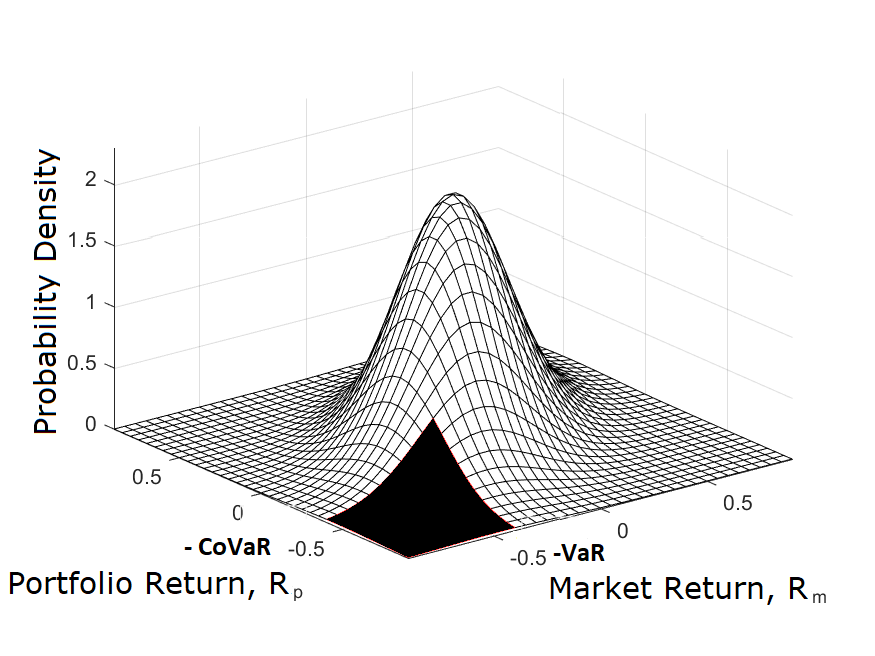 Probability Density
2
1.5
1
0.5
0
0.5
0
-0.5
- CoVaR
Portfolio Return, Rp
-0.5
-VaR
0
0.5
Market Return, Rm